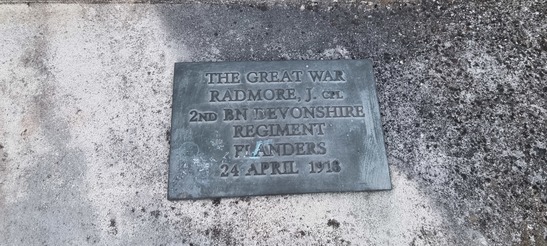 THE GREAT WAR
RADMORE, J. CPL
2ND BN DEVONSHIRE
REGIMENT
FLANDERS
24 APRIL 1918